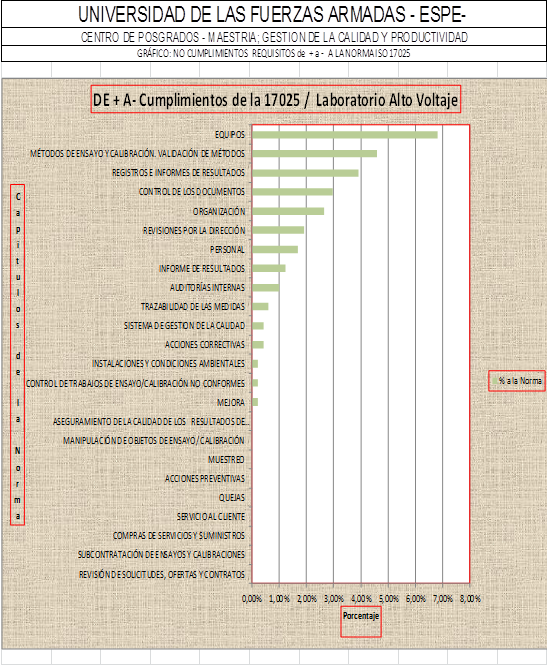 UNIVERSIDAD DE LAS FUERZAS ARMADAS - ESPE-
CENTRO DE POSGRADOS - MAESTRIA; GESTION DE LA CALIDAD Y PRODUCTIVIDAD
GRÁFICO: NO CUMPLIMIENTOS REQUISITOS de + a - A LA NORMA ISO 17025
DE + A- Cumplimientos de la 17025 / Laboratorio Alto Voltaje
EQUIPOS
MÉTODOS DE ENSAYO Y CALIBRACIÓN. VALIDACIÓN DE MÉTODOS
REGISTROS E INFORMES DE RESULTADOS
CONTROL DE LOS DOCUMENTOS
ORGANIZACIÓN
REVISIONES POR LA DIRECCIÓN
PERSONAL
INFORME DE RESULTADOS
AUDITORÍAS INTERNAS
TRAZABILIDAD DE LAS MEDIDAS
SISTEMA DE GESTION DE LA CALIDAD
ACCIONES CORRECTIVAS
INSTALACIONES Y CONDICIONES AMBIENTALES
CONTROL DE TRABAJOS DE ENSAYO/CALIBRACIÓN NO CONFORMES
MEJORA
ASEGURAMIENTO DE LA CALIDAD DE LOS RESULTADOS DE...
MANIPULACIÓN DE OBJETOS DE ENSAYO / CALIBRACIÓN
MUESTREO
ACCIONES PREVENTIVAS
QUEJAS
SERVICIO AL CLIENTE
COMPRAS DE SERVICIOS Y SUMINISTROS
SUBCONTRATACIÓN DE ENSAYOS Y CALIBRACIONES
REVISIÓN DE SOLICITUDES, OFERTAS Y CONTRATOS
Capitulos de la Norma
% a la Norma
0,00% 1,00% 2,00% 3,00% 4,00% 5,00% 6,00% 7,00% 8,00%
Porcentaje